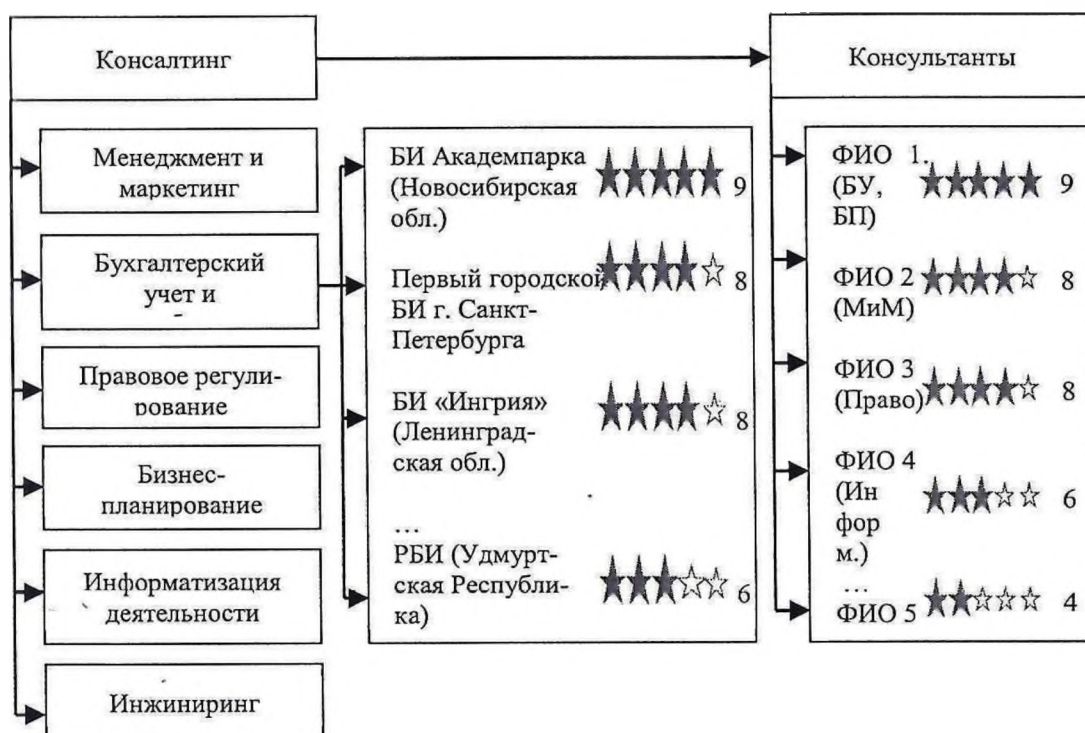 Консалтинг
Консультанты
Менеджмент и
маркетинг
Бухгалтерский
учет и
Правовое регули-
рование
Бизнес-
планирование
Информатизация
деятельности
Инжиниринг
БИ Академпарка
(Новосибирская
обл.)
9
Первый городской
БИ г. Санкт-
Петербурга
8
БИ «Ингрия»
(Ленинград-
ская обл.)
8
...
РБИ (Удмурт-
ская Республи-
ка)
6
ФИО 1.
(БУ,
БП)
9
ФИО 2
(МиМ)
8
ФИО 3
(Право)
8
ФИО 4
(Ин
фор
м.)
6
...
ФИО 5
4